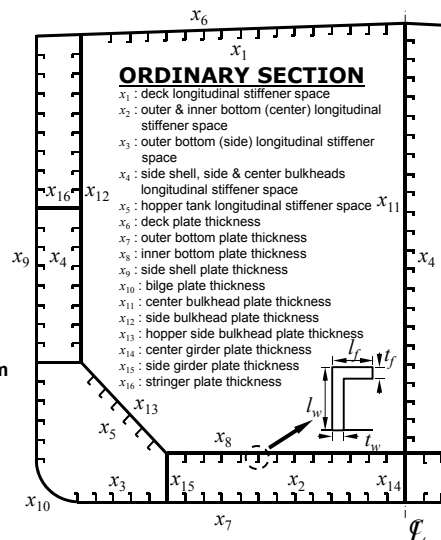 x6
x1
ORDINARY SECTION
x1 : deck longitudinal stiffener space
x2 : outer & inner bottom (center) longitudinal
stiffener space
x3 : outer bottom (side) longitudinal stiffener
space
x4 : side shell, side & center bulkheads
longitudinal stiffener space
x5 : hopper tank longitudinal stiffener space
x6 : deck plate thickness
x7 : outer bottom plate thickness
x8 : inner bottom plate thickness
x9 : side shell plate thickness
x10 : bilge plate thickness
x11 : center bulkhead plate thickness
x12 : side bulkhead plate thickness
x13 : hopper side bulkhead plate thickness
x14 : center girder plate thickness
x15 : side girder plate thickness
x16 : stringer plate thickness
x16
x12
x11
x9
x4
x4
m
lf
tf
lw
tw
x13
x5
x8
x10
x3
x15
x2
x14
x7
℄